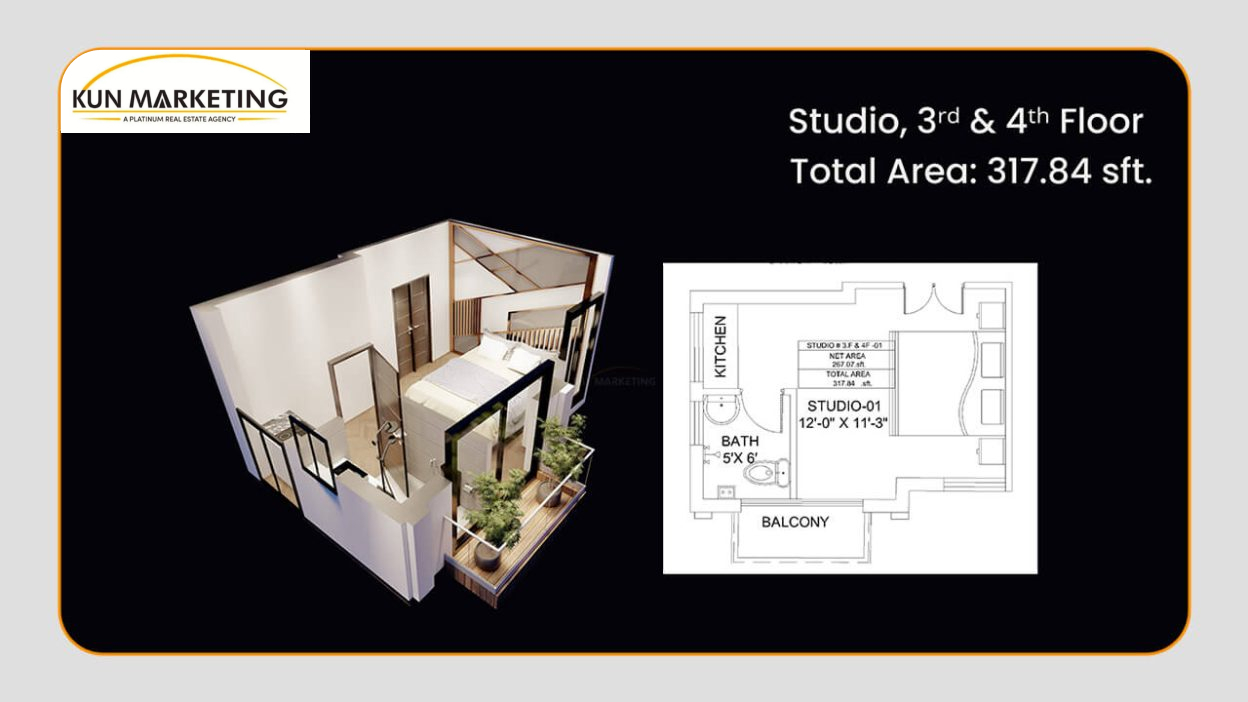 KUN MARKETING
A PLATINUM REAL ESTATE AGENCY
Studio, 3rd & 4th Floor
Total Area: 317.84 sft.
MARKETING
KITCHEN
STUDIO # 3.F & 4F -01
NET AREA
267.07.sft.
TOTAL AREA
317.84 .sft.
STUDIO-01
12'-0" X 11'-3"
BATH
5'X 6'
BALCONY